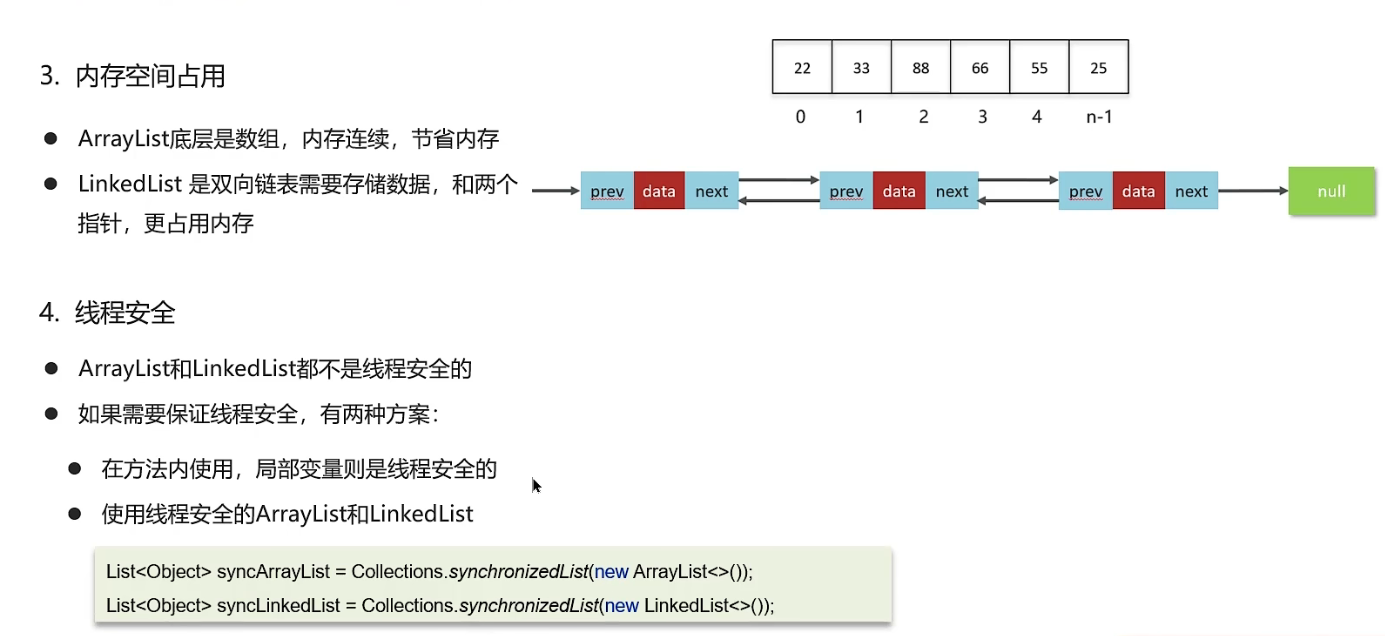 3. 内存空间占用
● ArrayList底层是数组，内存连续，节省内存
● LinkedList 是双向链表需要存储数据，和两个
指针，更占用内存
22 33 88 66 55 25
0 1 2 3 4 n-1
prev data next prev data next prev data next null
4. 线程安全
● ArrayList和LinkedList都不是线程安全的
● 如果需要保证线程安全，有两种方案：
● 在方法内使用，局部变量则是线程安全的
● 使用线程安全的ArrayList和LinkedList
List<Object> syncArrayList = Collections.synchronizedList(new ArrayList<>());
List<Object> syncLinkedList = Collections.synchronizedList(new LinkedList<>());